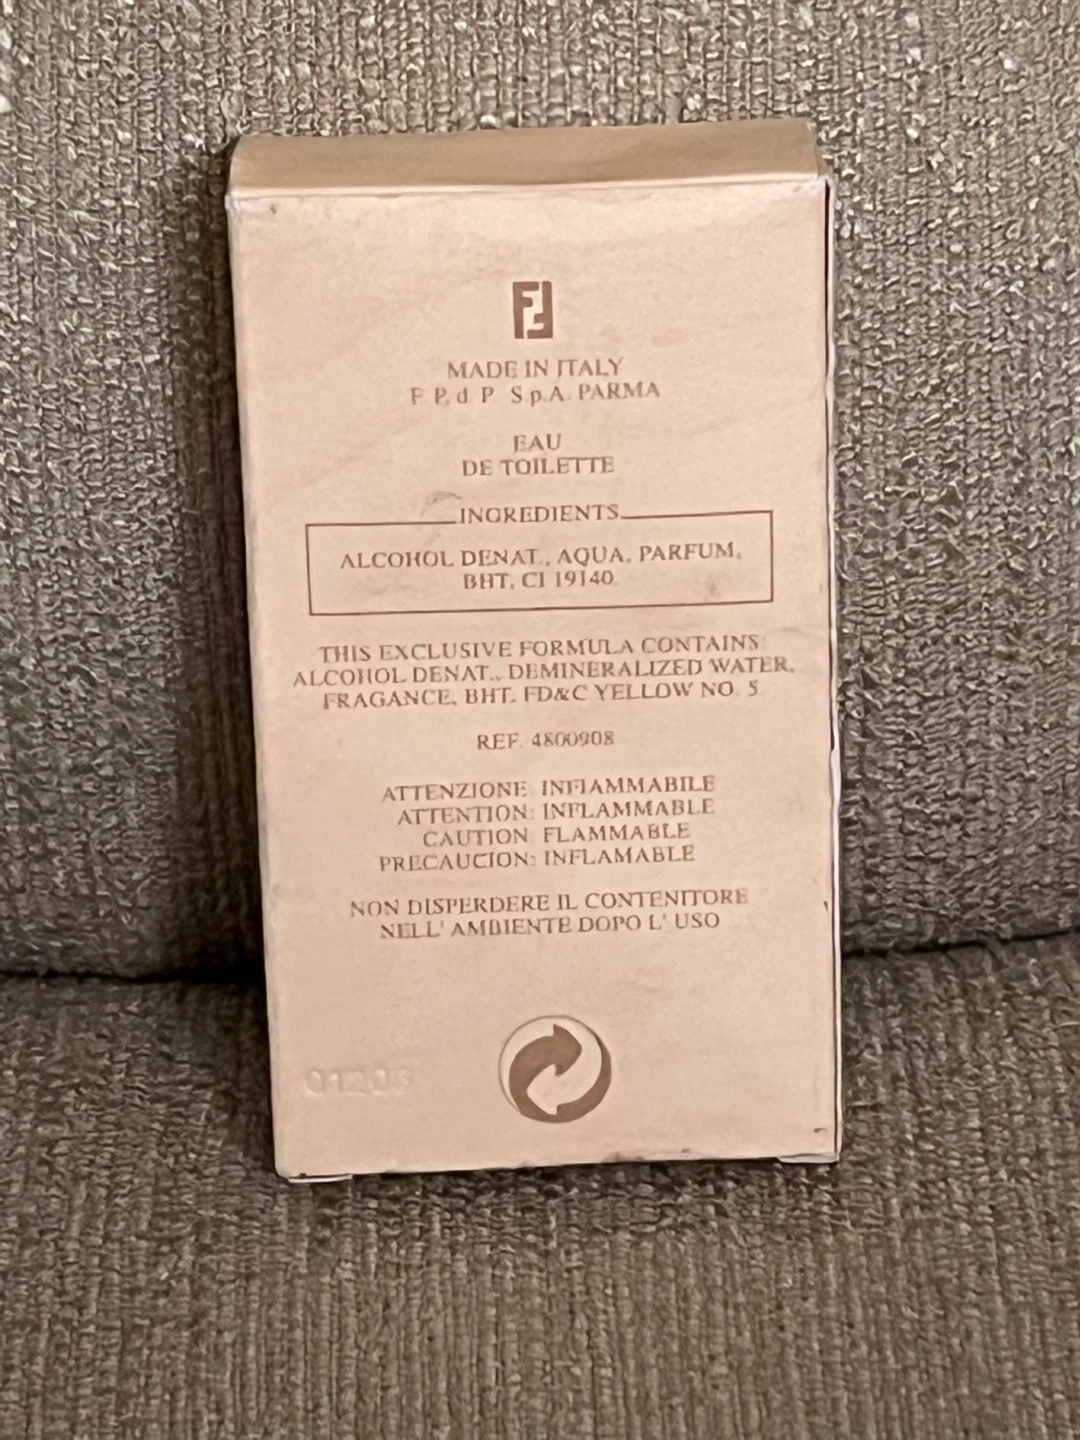 FF
MADE IN ITALY
F. P. d. P. S.p.A. PARMA
EAU
DE TOILETTE
INGREDIENTS
ALCOHOL DENAT., AQUA, PARFUM,
BHT, CI 19140.
THIS EXCLUSIVE FORMULA CONTAINS:
ALCOHOL DENAT., DEMINERALIZED WATER,
FRAGANCE, BHT, FD&C YELLOW NO. 5
REF. 4800908
ATTENZIONE: INFIAMMABILE
ATTENTION: INFLAMMABLE
CAUTION: FLAMMABLE
PRECAUCION: INFLAMABLE
NON DISPERDERE IL CONTENITORE
NELL' AMBIENTE DOPO L' USO